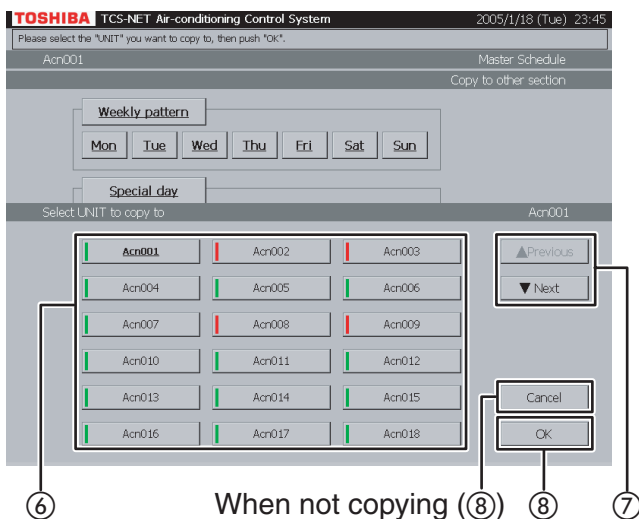 TOSHIBA TCS-NET Air-conditioning Control System 2005/1/18 (Tue) 23:45
Please select the "UNIT" you want to copy to, then push "OK".
Acn001 Master Schedule
Copy to other section
Weekly pattern
Mon Tue Wed Thu Fri Sat Sun
Special day
Select UNIT to copy to Acn001
Acn001 Acn002 Acn003 ▲Previous
Acn004 Acn005 Acn006 ▼ Next
Acn007 Acn008 Acn009
Acn010 Acn011 Acn012
Acn013 Acn014 Acn015 Cancel
Acn016 Acn017 Acn018 OK
⑥ When not copying (⑧) ⑧ ⑦